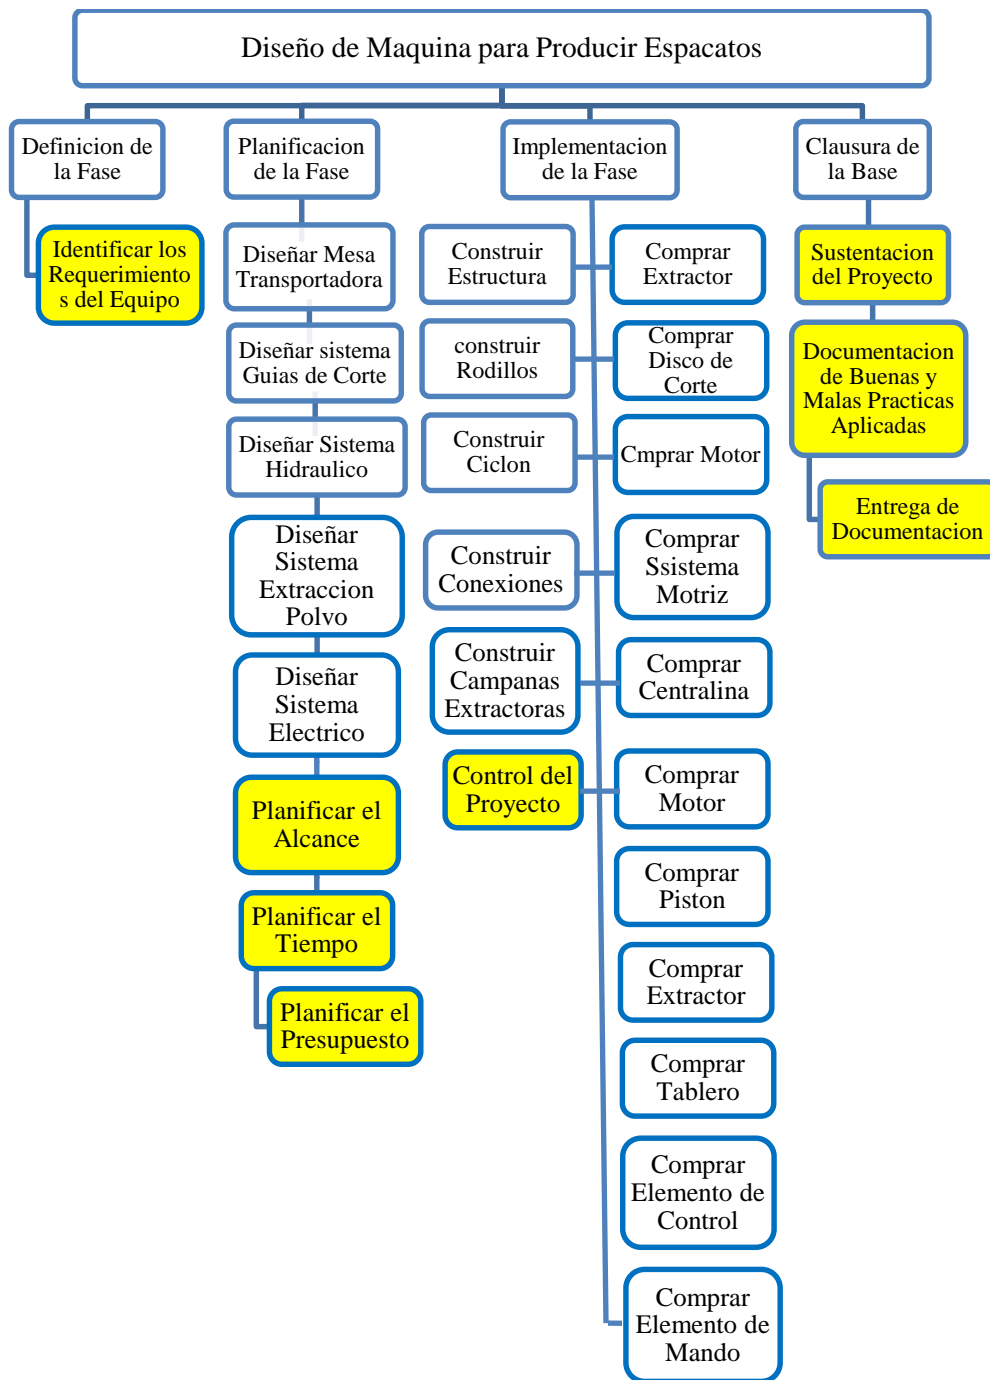 Diseño de Maquina para Producir Espacatos
Definicion de
la Fase
Planificacion
de la Fase
Implementacion
de la Fase
Clausura de
la Base
Identificar los
Requerimiento
s del Equipo
Diseñar Mesa
Transportadora
Diseñar sistema
Guias de Corte
Diseñar Sistema
Hidraulico
Diseñar
Sistema
Extraccion
Polvo
Diseñar
Sistema
Electrico
Planificar el
Alcance
Planificar el
Tiempo
Planificar el
Presupuesto
Construir
Estructura
construir
Rodillos
Construir
Ciclon
Construir
Conexiones
Construir
Campanas
Extractoras
Control del
Proyecto
Comprar
Extractor
Comprar
Disco de
Corte
Cmprar Motor
Comprar
Ssistema
Motriz
Comprar
Centralina
Comprar
Motor
Comprar
Piston
Comprar
Extractor
Comprar
Tablero
Comprar
Elemento de
Control
Comprar
Elemento de
Mando
Sustentacion
del Proyecto
Documentacion
de Buenas y
Malas Practicas
Aplicadas
Entrega de
Documentacion